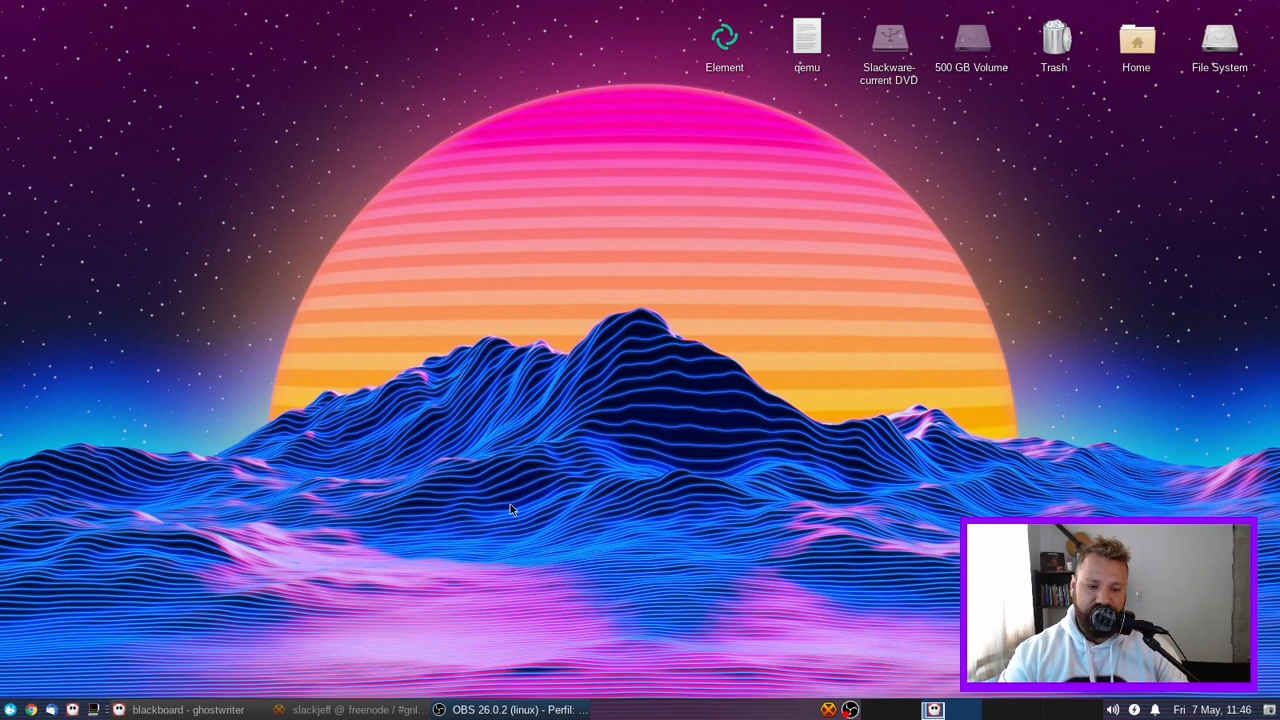 Element
qemu
Slackware-
current DVD
500 GB Volume
Trash
Home
File System
blackboard - ghostwriter
slackjeff @ freenode / #gnl...
OBS 26.0.2 (linux) - Perfil: ...
Fri 7 May, 11:46